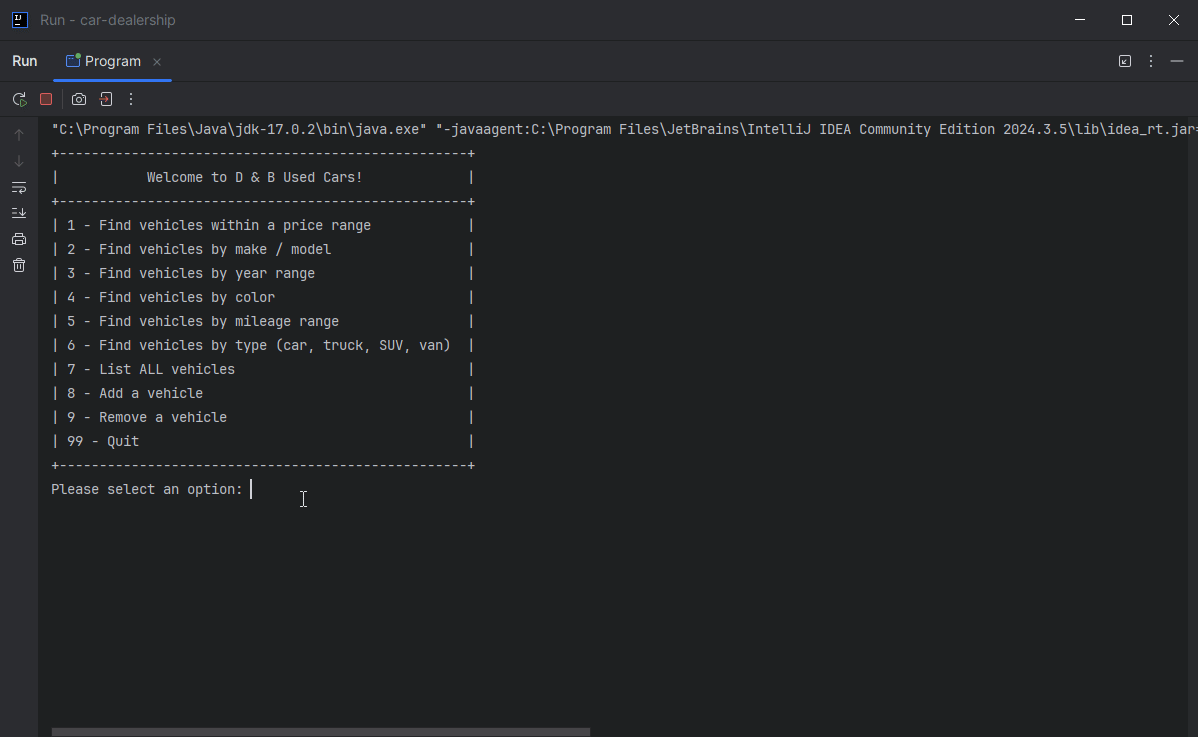 Run - car-dealership
Run Program
"C:\Program Files\Java\jdk-17.0.2\bin\java.exe" "-javaagent:C:\Program Files\JetBrains\IntelliJ IDEA Community Edition 2024.3.5\lib\idea_rt.jar=
+---------------------------------------------------+
|           Welcome to D & B Used Cars!             |
+---------------------------------------------------+
| 1 - Find vehicles within a price range            |
| 2 - Find vehicles by make / model                 |
| 3 - Find vehicles by year range                   |
| 4 - Find vehicles by color                        |
| 5 - Find vehicles by mileage range                |
| 6 - Find vehicles by type (car, truck, SUV, van)  |
| 7 - List ALL vehicles                             |
| 8 - Add a vehicle                                 |
| 9 - Remove a vehicle                              |
| 99 - Quit                                         |
+---------------------------------------------------+
Please select an option: